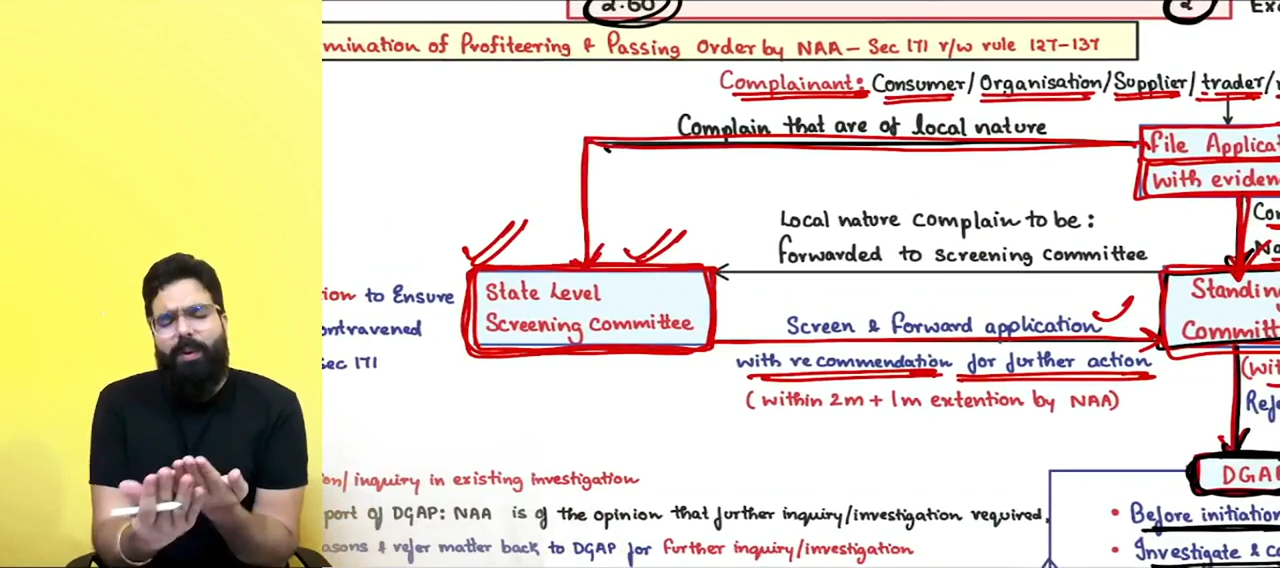 2.60
2
mination of Profiteering & Passing Order by NAA - Sec 171 r/w rule 127-137
Complainant: Consumer/Organisation/Supplier/trader/
Complain that are of local nature
File Applica
with eviden
Local nature complain to be:
forwarded to screening committee
State Level
Screening committee
Standin
Committ
ion to Ensure
ontravened
sec 171
Screen & Forward application
with recommendation for further action
(within 2m + 1m extention by NAA)
(wit
Refe
DGA
on/ inquiry in existing investigation
port of DGAP: NAA is of the opinion that further inquiry/investigation required,
asons & refer matter back to DGAP for further inquiry/investigation
• Before initiation
• Investigate & c